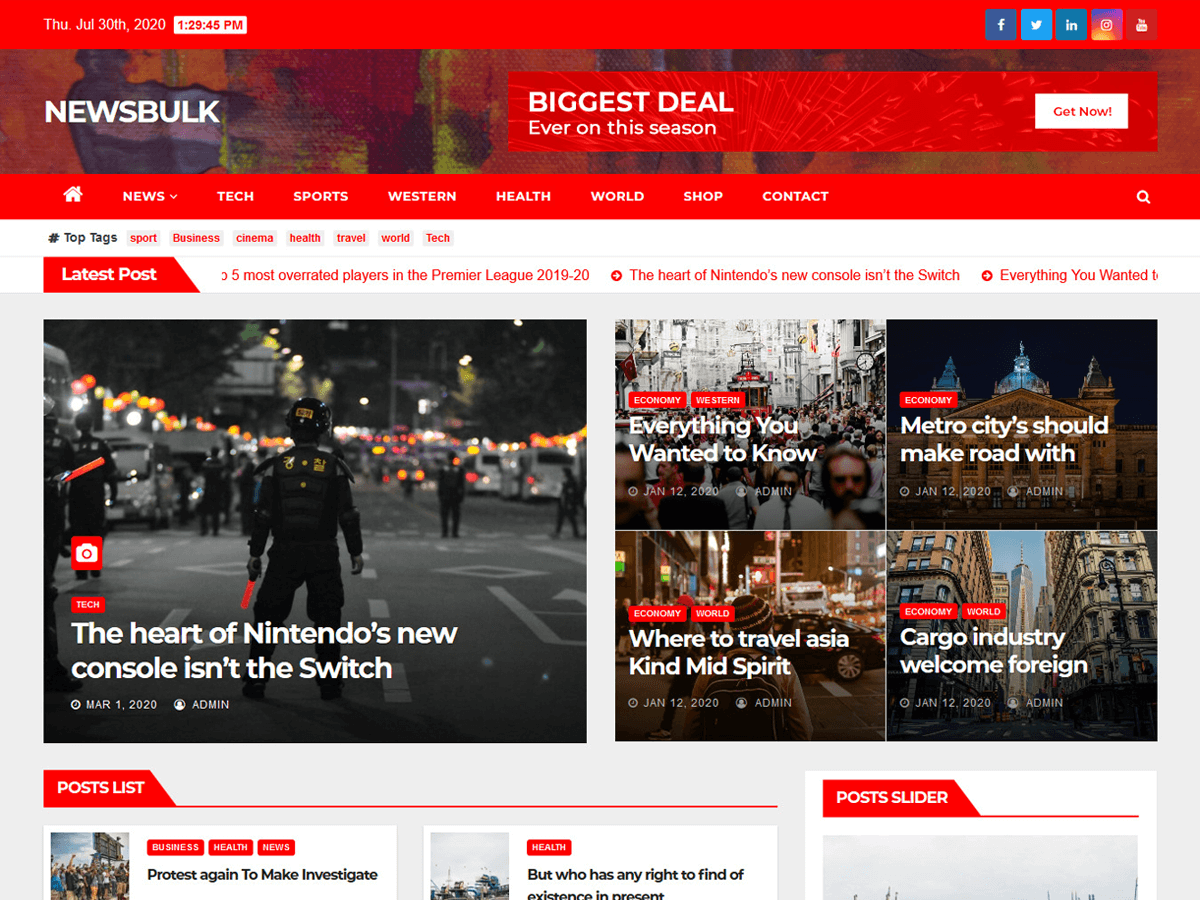 Thu. Jul 30th, 2020 1:29:45 PM
NEWSBULK
BIGGEST DEAL
Ever on this season
Get Now!
NEWS TECH SPORTS WESTERN HEALTH WORLD SHOP CONTACT
# Top Tags sport Business cinema health travel world Tech
Latest Post 5 most overrated players in the Premier League 2019-20 The heart of Nintendo's new console isn't the Switch Everything You Wanted
TECH
The heart of Nintendo's new
console isn't the Switch
MAR 1, 2020 ADMIN
ECONOMY WESTERN
Everything You
Wanted to Know
JAN 12, 2020 ADMIN
ECONOMY
Metro city's should
make road with
JAN 12, 2020 ADMIN
ECONOMY WORLD
Where to travel asia
Kind Mid Spirit
JAN 12, 2020 ADMIN
ECONOMY WORLD
Cargo industry
welcome foreign
JAN 12, 2020 ADMIN
POSTS LIST
BUSINESS HEALTH NEWS
Protest again To Make Investigate
HEALTH
But who has any right to find of
existence in present
POSTS SLIDER